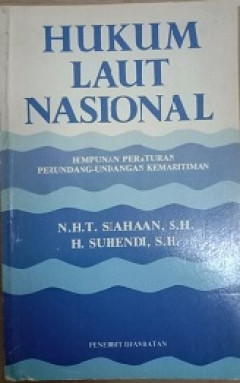 HUKUM
LAUT
NASIONAL
HIMPUNAN PERATURAN
PERUNDANG-UNDANGAN KEMARITIMAN
N.H.T. SIAHAAN, S.H.
H. SUHENDI, S.H.
PENERBIT DJAMBATAN